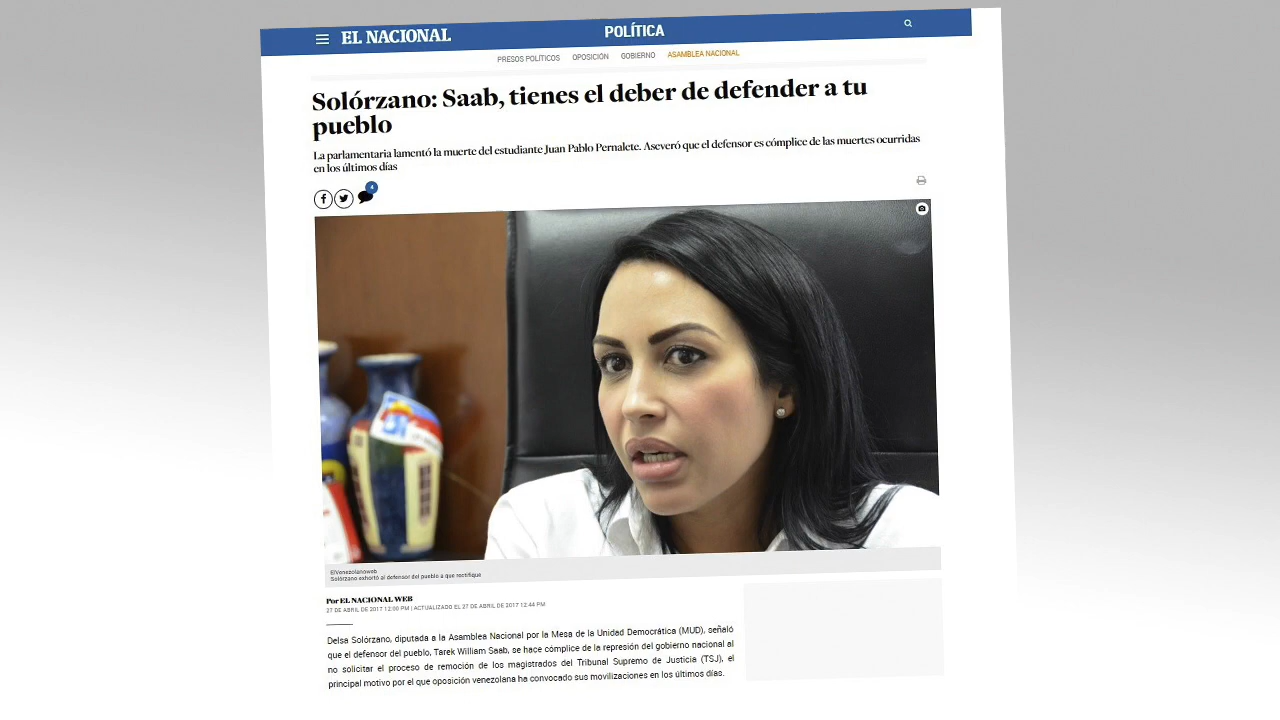 EL NACIONAL
POLÍTICA
PRESOS POLÍTICOS OPOSICIÓN GOBIERNO ASAMBLEA NACIONAL
Solórzano: Saab, tienes el deber de defender a tu
pueblo
La parlamentaria lamentó la muerte del estudiante Juan Pablo Pernalete. Aseveró que el defensor es cómplice de las muertes ocurridas
en los últimos días
4
ElVenezolanoweb
Solórzano exhortó al defensor del pueblo a que rectifique
Por EL NACIONAL WEB
27 DE ABRIL DE 2017 12:00 PM | ACTUALIZADO EL 27 DE ABRIL DE 2017 12:44 PM
Delsa Solórzano, diputada a la Asamblea Nacional por la Mesa de la Unidad Democrática (MUD), señaló
que el defensor del pueblo, Tarek William Saab, se hace cómplice de la represión del gobierno nacional al
no solicitar el proceso de remoción de los magistrados del Tribunal Supremo de Justicia (TSJ), el
principal motivo por el que oposición venezolana ha convocado sus movilizaciones en los últimos días.